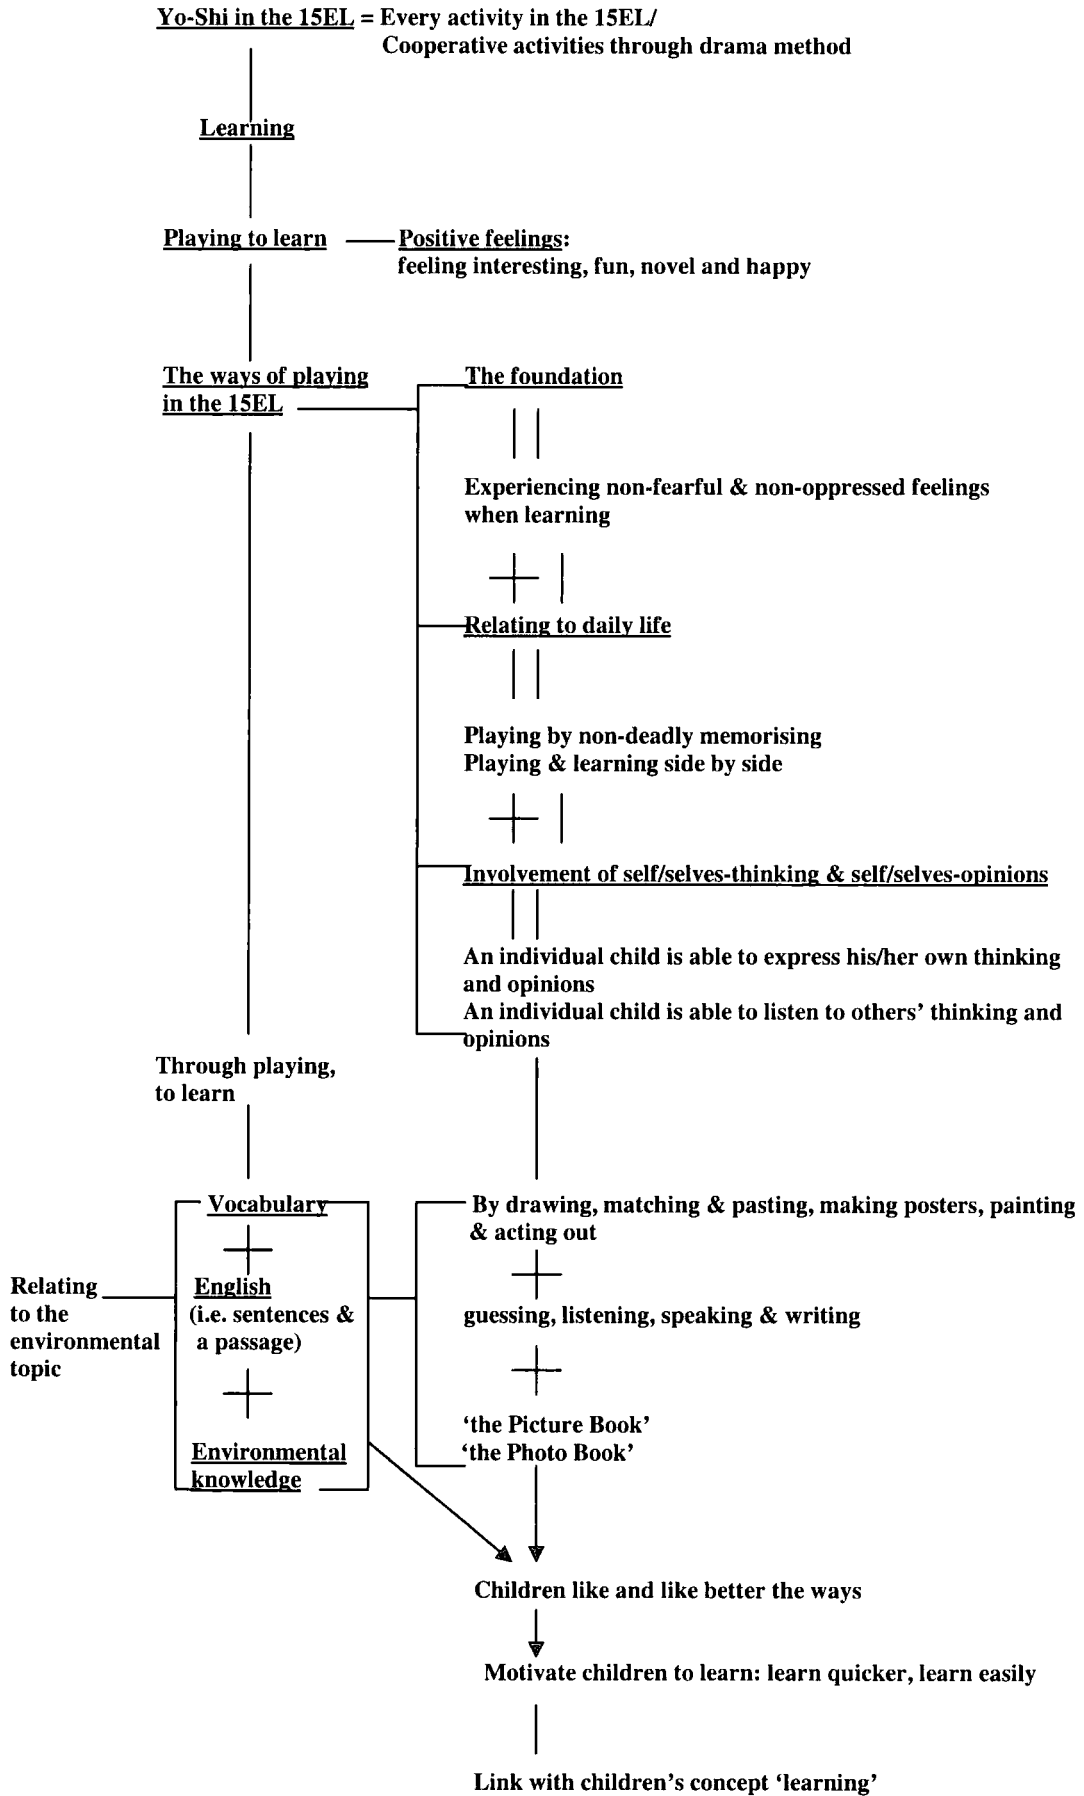 Yo-Shi in the 15EL = Every activity in the 15EL/
Cooperative activities through drama method
Learning
Playing to learn
Positive feelings:
feeling interesting, fun, novel and happy
The ways of playing
in the 15EL
The foundation
Experiencing non-fearful & non-oppressed feelings
when learning
Relating to daily life
Playing by non-deadly memorising
Playing & learning side by side
Involvement of self/selves-thinking & self/selves-opinions
An individual child is able to express his/her own thinking
and opinions
An individual child is able to listen to others' thinking and
opinions
Through playing,
to learn
Relating
to the
environmental
topic
Vocabulary
English
(i.e. sentences &
a passage)
Environmental
knowledge
By drawing, matching & pasting, making posters, painting
& acting out
guessing, listening, speaking & writing
‘the Picture Book’
‘the Photo Book’
Children like and like better the ways
Motivate children to learn: learn quicker, learn easily
Link with children's concept ‘learning’